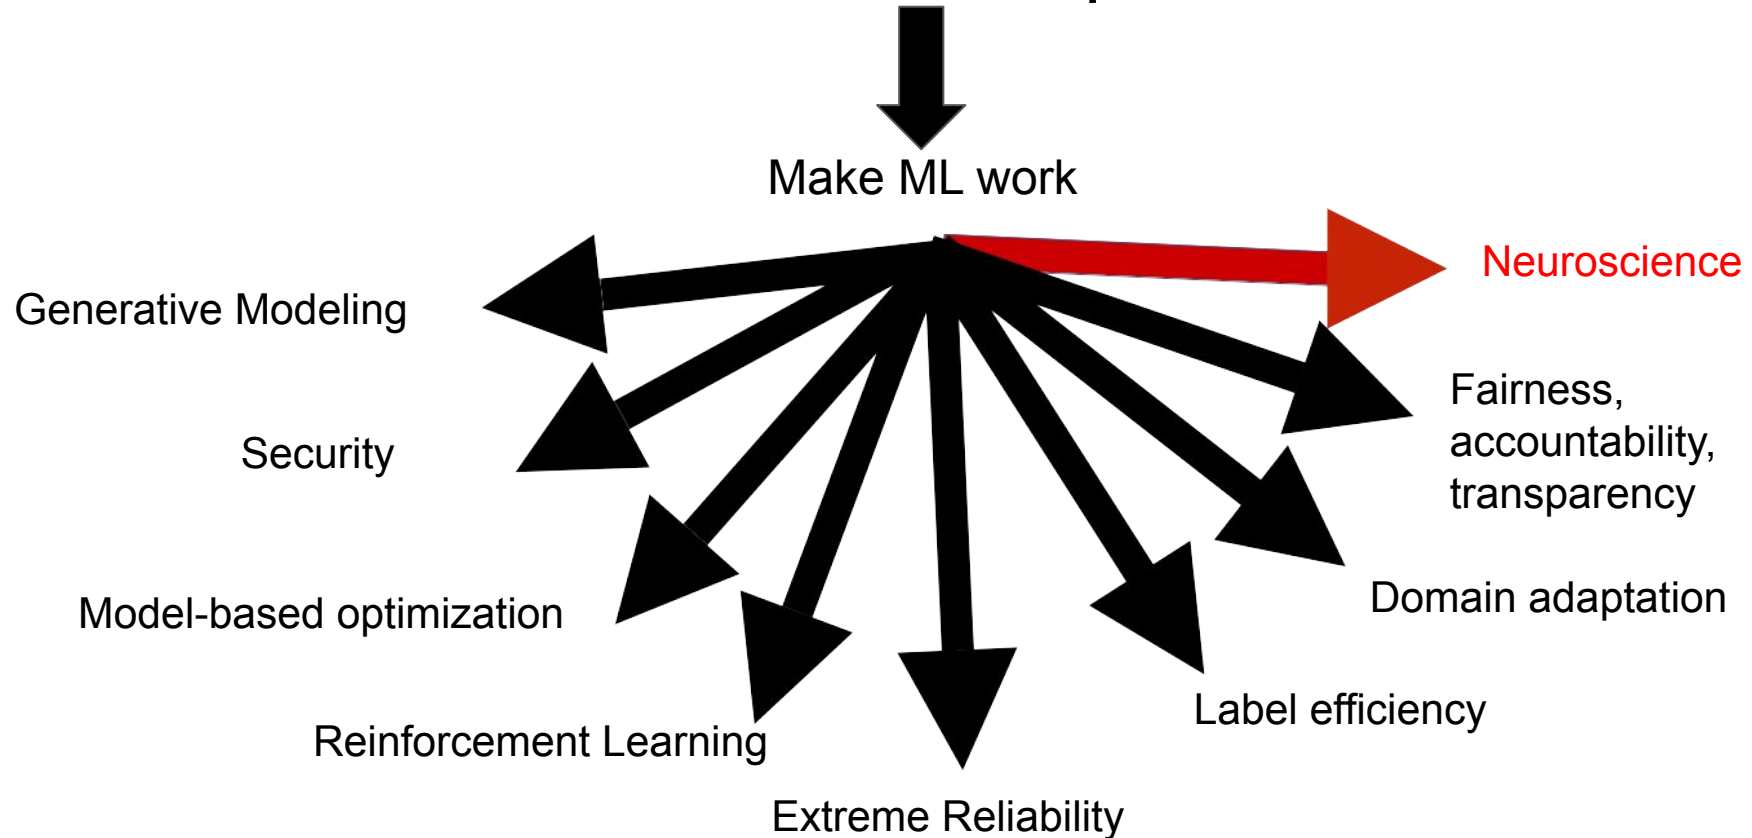 Make ML work
Neuroscience
Generative Modeling
Fairness,
accountability,
transparency
Security
Domain adaptation
Model-based optimization
Label efficiency
Reinforcement Learning
Extreme Reliability